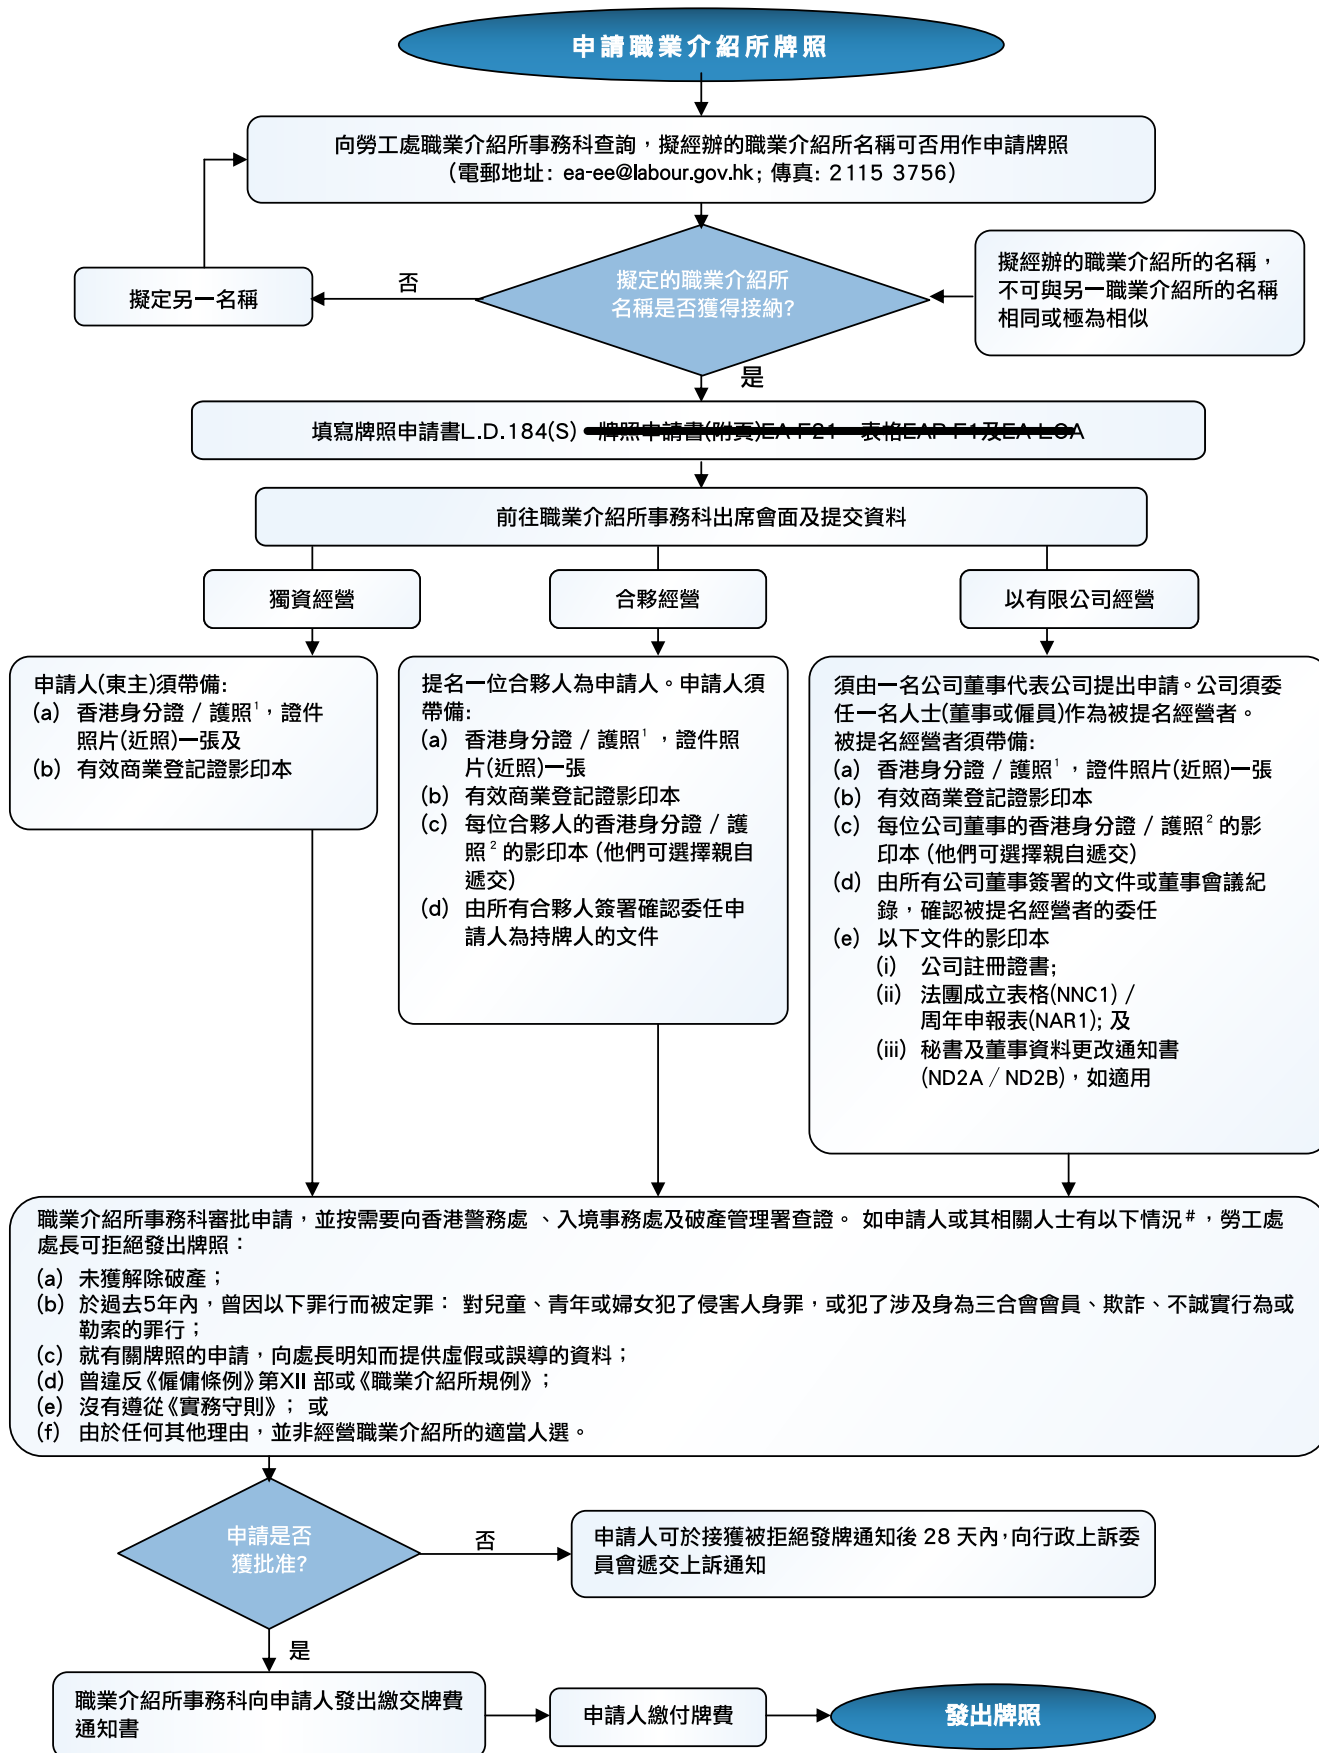 申請職業介紹所牌照
向勞工處職業介紹所事務科查詢，擬經辦的職業介紹所名稱可否用作申請牌照
(電郵地址: ea-ee@labour.gov.hk; 傳真: 2115 3756)
擬定的職業介紹所
名稱是否獲得接納?
否
擬定另一名稱
擬經辦的職業介紹所的名稱，
不可與另一職業介紹所的名稱
相同或極為相似
是
填寫牌照申請書L.D.184(S) 牌照申請書(附頁)EA-F21 表格EAP-F1及EA-LOA
前往職業介紹所事務科出席會面及提交資料
獨資經營
合夥經營
以有限公司經營
申請人(東主)須帶備:
(a) 香港身分證 / 護照1，證件
照片(近照)一張及
(b) 有效商業登記證影印本
提名一位合夥人為申請人。申請人須
帶備:
(a) 香港身分證 / 護照1，證件照
片(近照)一張
(b) 有效商業登記證影印本
(c) 每位合夥人的香港身分證 / 護
照2 的影印本 (他們可選擇親自
遞交)
(d) 由所有合夥人簽署確認委任申
請人為持牌人的文件
須由一名公司董事代表公司提出申請。公司須委
任一名人士(董事或僱員)作為被提名經營者。
被提名經營者須帶備:
(a) 香港身分證 / 護照1，證件照片(近照)一張
(b) 有效商業登記證影印本
(c) 每位公司董事的香港身分證 / 護照2 的影
印本 (他們可選擇親自遞交)
(d) 由所有公司董事簽署的文件或董事會議紀
錄，確認被提名經營者的委任
(e) 以下文件的影印本
(i) 公司註冊證書;
(ii) 法團成立表格(NNC1) /
周年申報表(NAR1); 及
(iii) 秘書及董事資料更改通知書
(ND2A / ND2B)，如適用
職業介紹所事務科審批申請，並按需要向香港警務處 、入境事務處及破產管理署查證。 如申請人或其相關人士有以下情況#，勞工處
處長可拒絕發出牌照：
(a) 未獲解除破產；
(b) 於過去5年內，曾因以下罪行而被定罪： 對兒童、青年或婦女犯了侵害人身罪，或犯了涉及身為三合會會員、欺詐、不誠實行為或
勒索的罪行；
(c) 就有關牌照的申請，向處長明知而提供虛假或誤導的資料；
(d) 曾違反《僱傭條例》第XII 部或《職業介紹所規例》；
(e) 沒有遵從《實務守則》； 或
(f) 由於任何其他理由，並非經營職業介紹所的適當人選。
申請是否
獲批准?
否
申請人可於接獲被拒絕發牌通知後 28 天內，向行政上訴委
員會遞交上訴通知
是
職業介紹所事務科向申請人發出繳交牌費
通知書
申請人繳付牌費
發出牌照